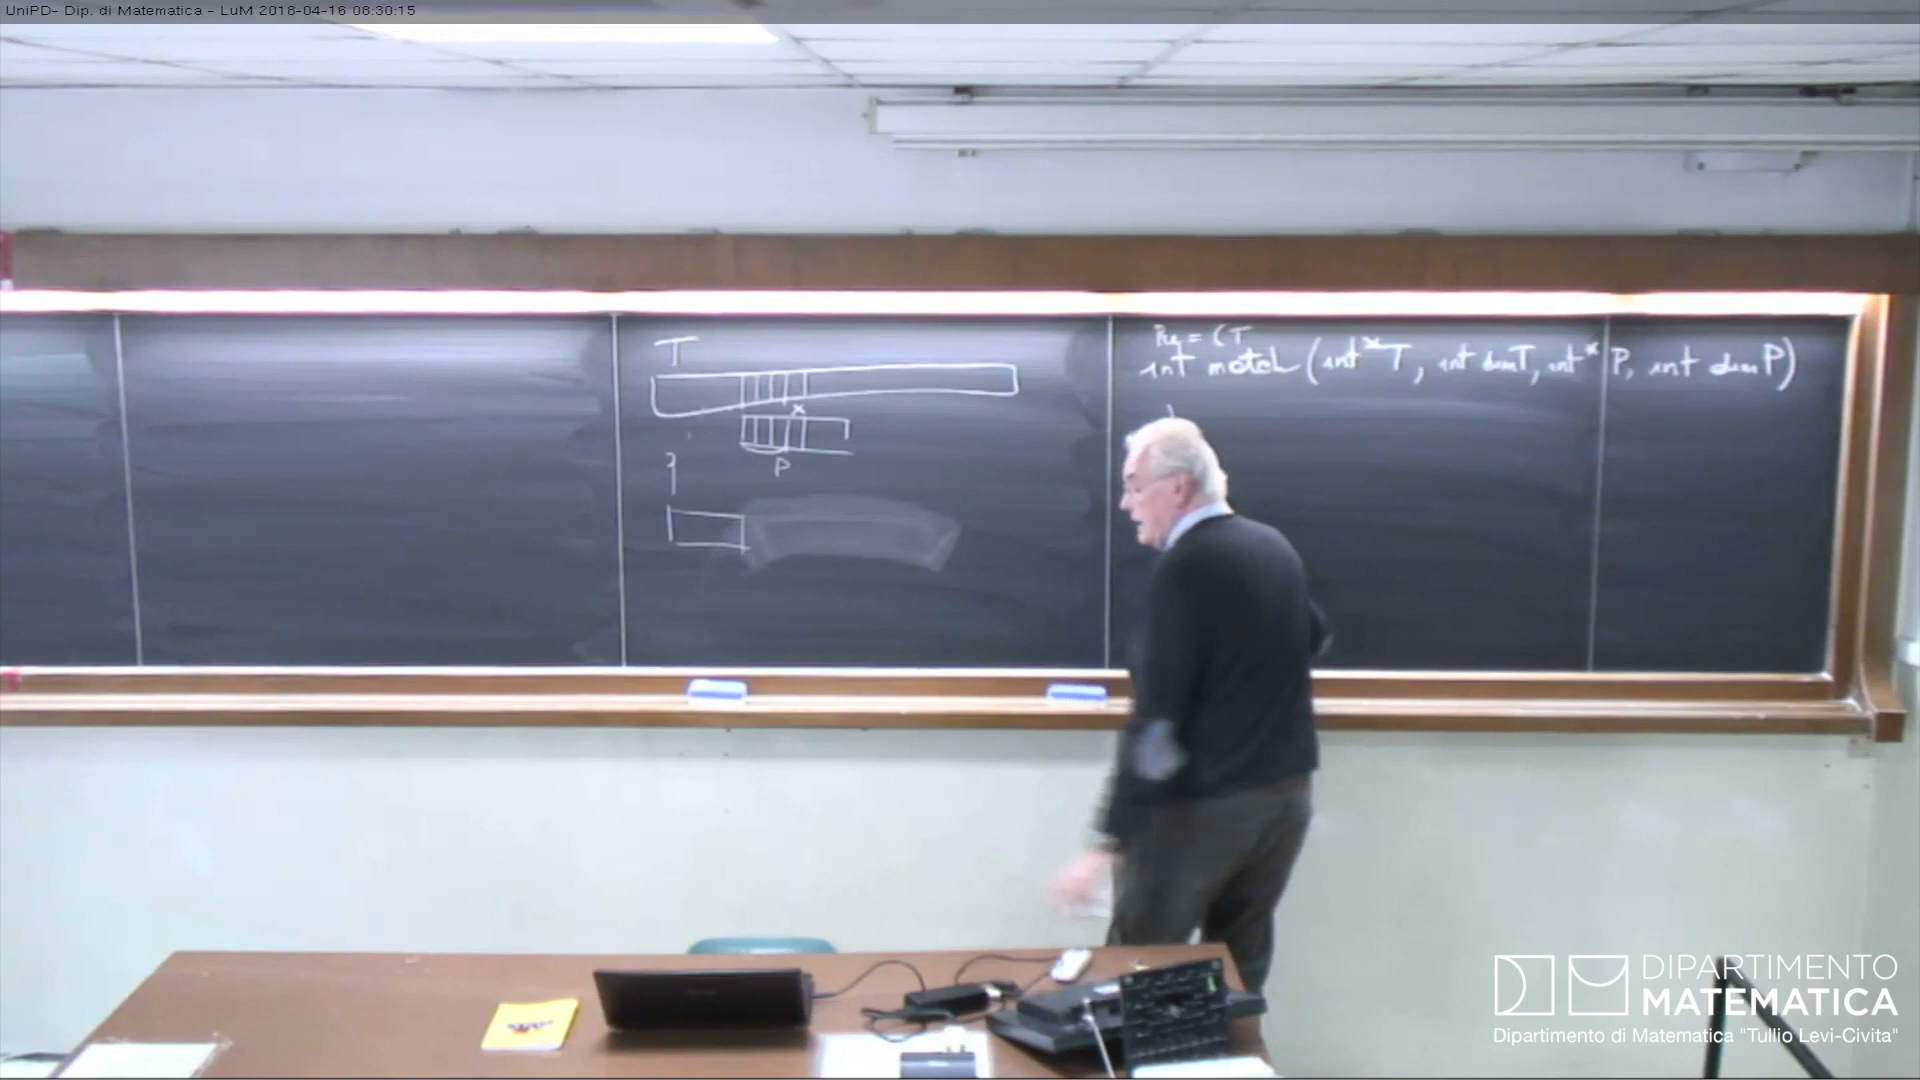 UniPD- Dip. di Matematica - LuM 2018-04-16 08:30:15
T
P
P
Pre = (T
int match (int* T, int dimT, int* P, int dimP)
DIPARTIMENTO
MATEMATICA
Dipartimento di Matematica "Tullio Levi-Civita"